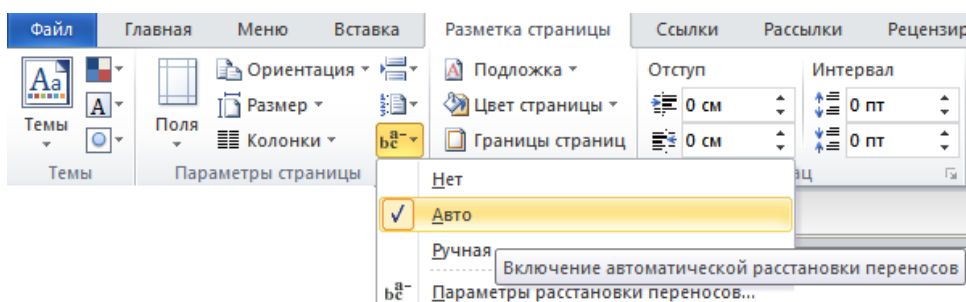 Файл Главная Меню Вставка Разметка страницы Ссылки Рассылки
Aa Ориентация Подложка Отступ Интервал
A Размер Цвет страницы 0 см 0 пт
Темы Поля Колонки bc a- Границы страниц 0 см 0 пт
Темы Параметры страницы
Нет
Авто
Ручная
Включение автоматической расстановки переносов
bc a- Параметры расстановки переносов...